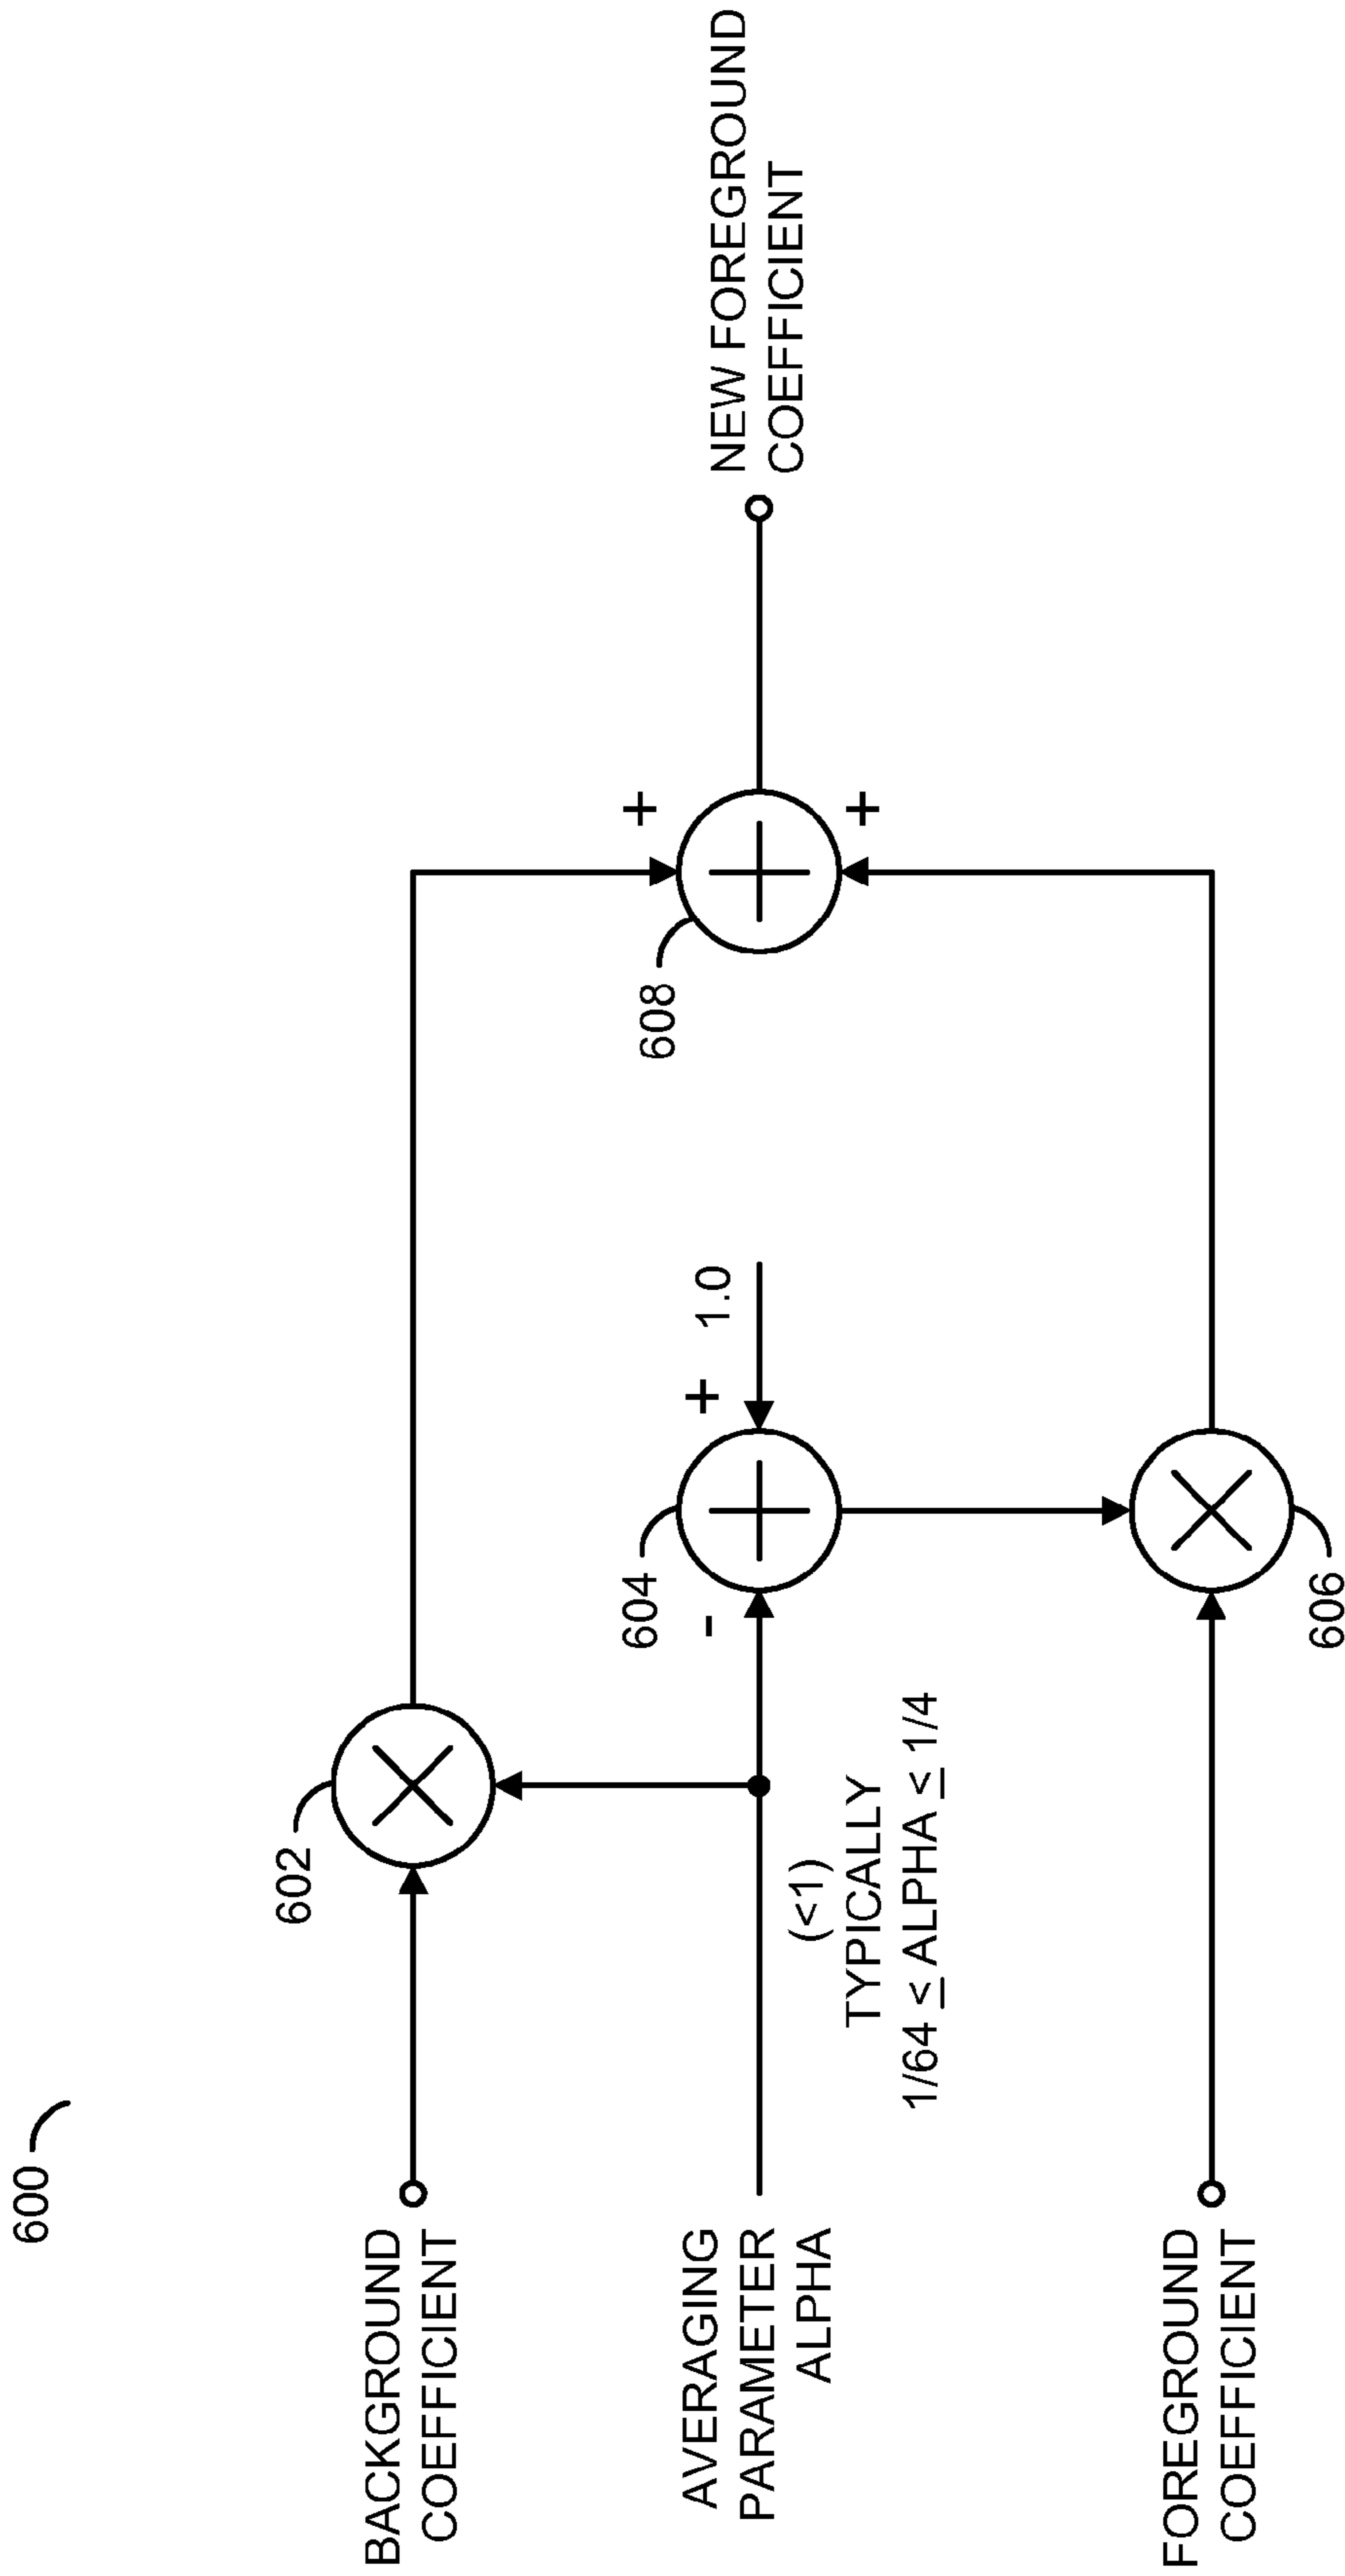 600
BACKGROUND
COEFFICIENT
602
AVERAGING
PARAMETER
ALPHA
(<1)
TYPICALLY
1/64 ≤ ALPHA ≤ 1/4
604
-
+
1.0
608
+
+
NEW FOREGROUND
COEFFICIENT
FOREGROUND
COEFFICIENT
606